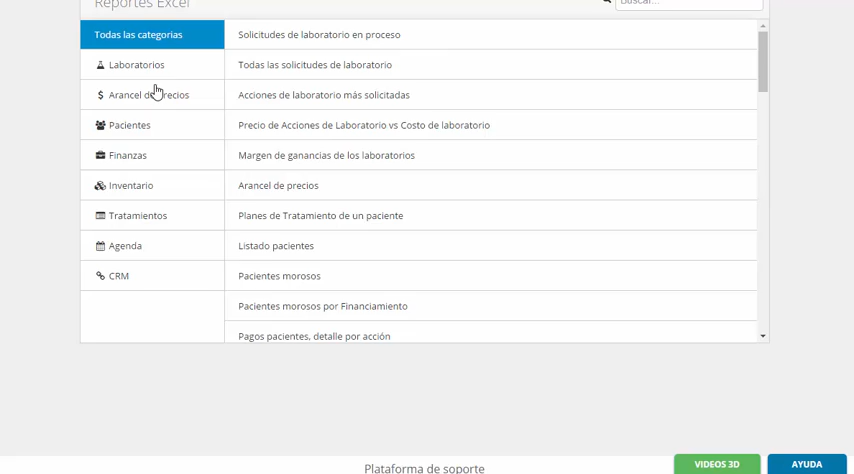 Reportes Excel
Buscar...
Todas las categorias
Laboratorios
Arancel de precios
Pacientes
Finanzas
Inventario
Tratamientos
Agenda
CRM
Solicitudes de laboratorio en proceso
Todas las solicitudes de laboratorio
Acciones de laboratorio más solicitadas
Precio de Acciones de Laboratorio vs Costo de laboratorio
Margen de ganancias de los laboratorios
Arancel de precios
Planes de Tratamiento de un paciente
Listado pacientes
Pacientes morosos
Pacientes morosos por Financiamiento
Pagos pacientes, detalle por acción
Plataforma de soporte
VIDEOS 3D
AYUDA